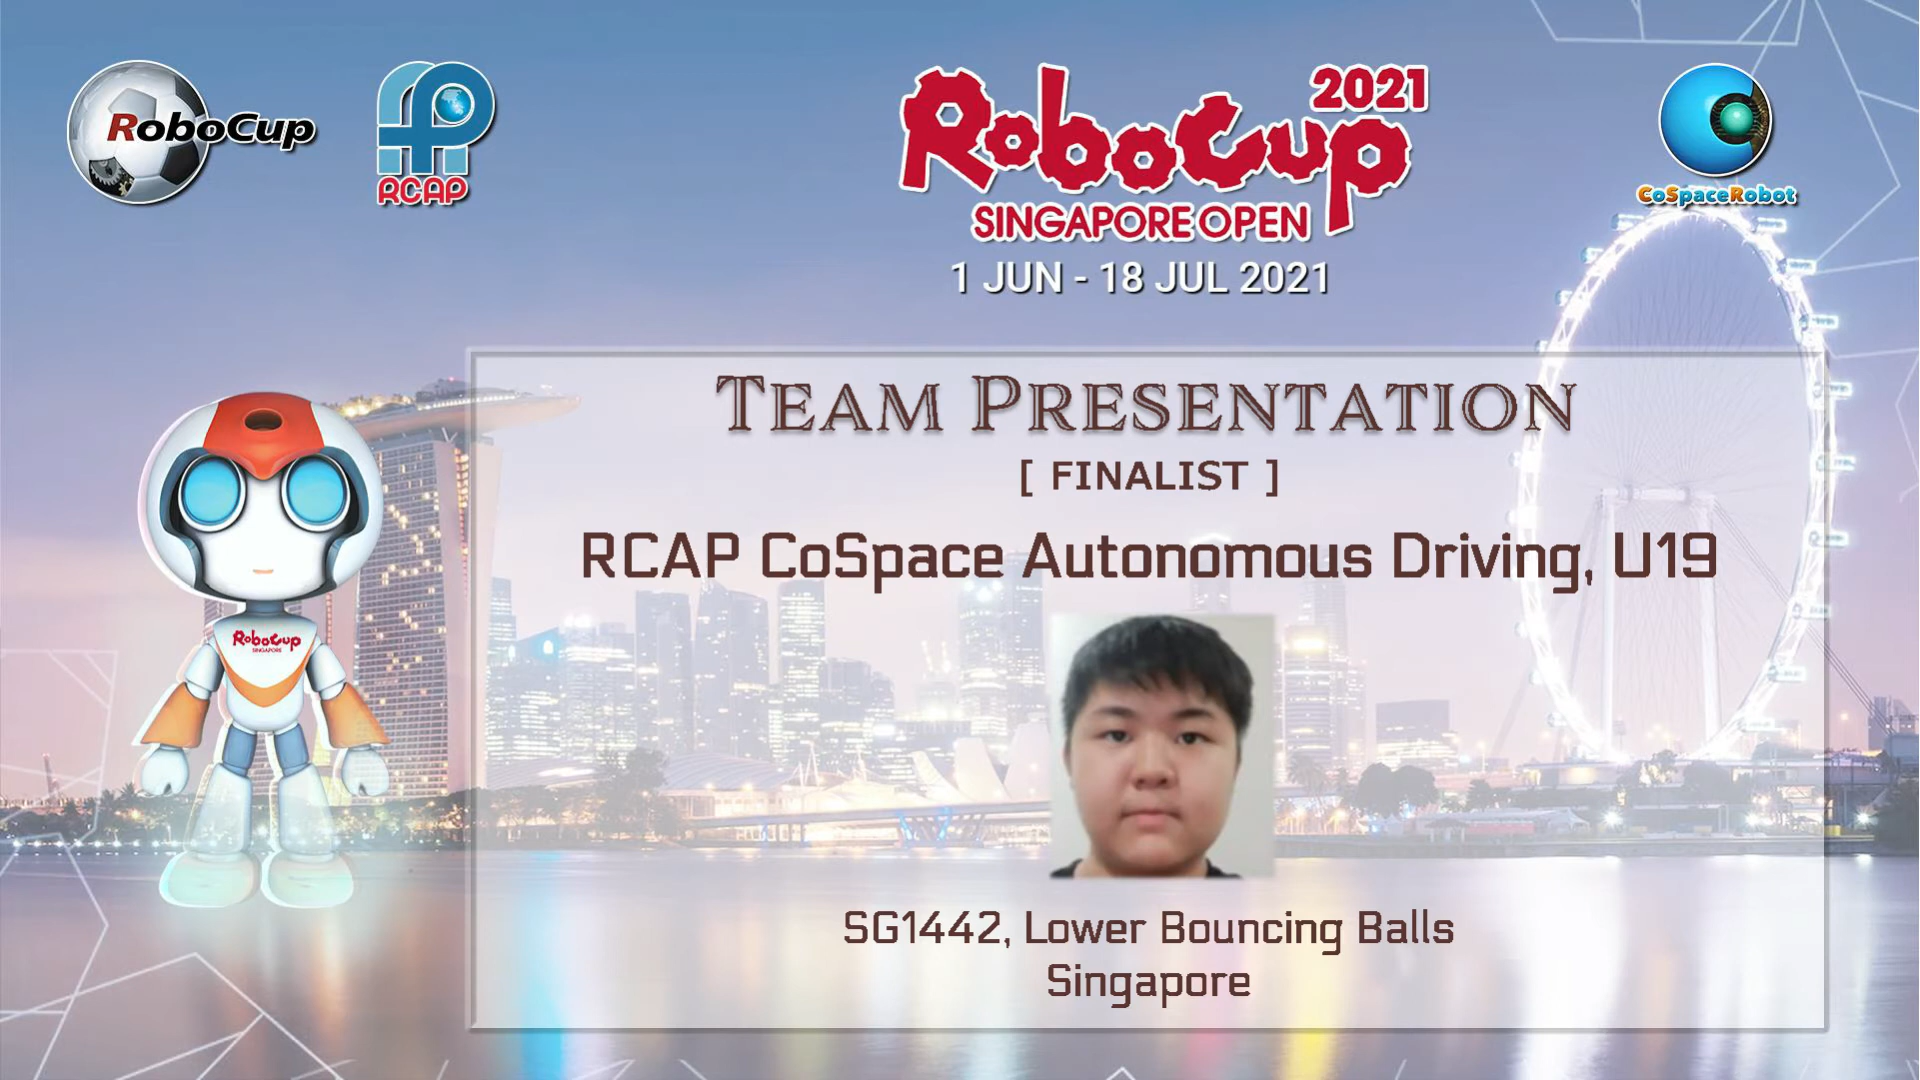 RoboCup
RCAP
RoboCup 2021
SINGAPORE OPEN
1 JUN - 18 JUL 2021
CoSpaceRobot
TEAM PRESENTATION
[ FINALIST ]
RCAP CoSpace Autonomous Driving, U19
RoboCup
SINGAPORE
SG1442, Lower Bouncing Balls
Singapore